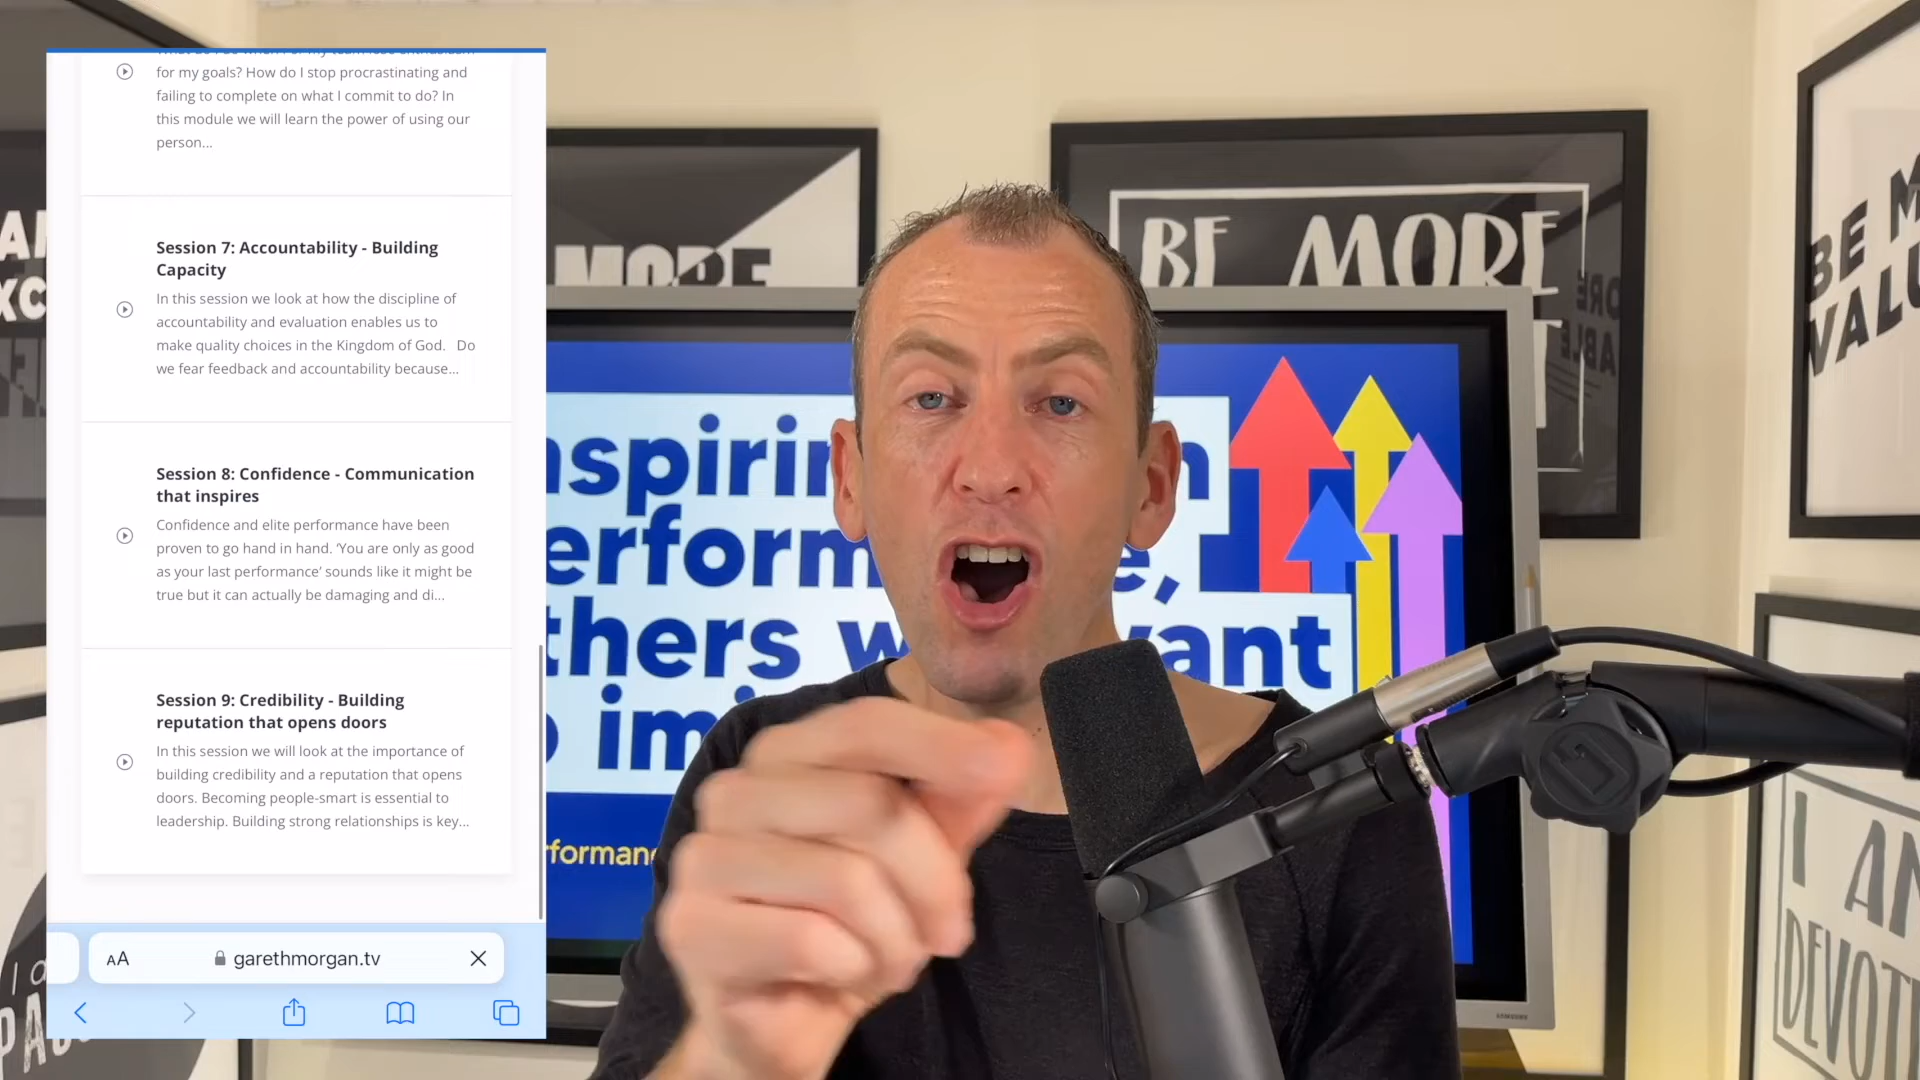 for my goals? How do I stop procrastinating and
failing to complete on what I commit to do? In
this module we will learn the power of using our
person...
Session 7: Accountability - Building
Capacity
In this session we look at how the discipline of
accountability and evaluation enables us to
make quality choices in the Kingdom of God. Do
we fear feedback and accountability because...
Session 8: Confidence - Communication
that inspires
Confidence and elite performance have been
proven to go hand in hand. ‘You are only as good
as your last performance’ sounds like it might be
true but it can actually be damaging and di...
Session 9: Credibility - Building
reputation that opens doors
In this session we will look at the importance of
building credibility and a reputation that opens
doors. Becoming people-smart is essential to
leadership. Building strong relationships is key...
AA
garethmorgan.tv
MORE
BE MORE
BE M
VALU
I AM
DEVOT
SAMSUNG